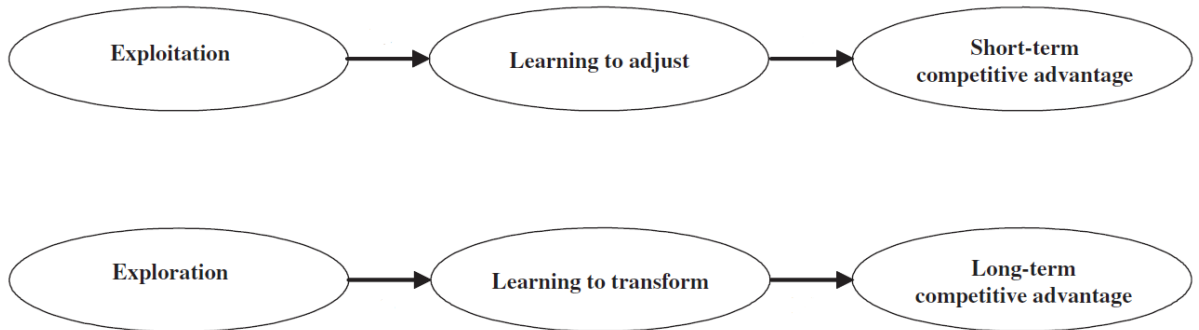 Exploitation
Learning to adjust
Short-term
competitive advantage
Exploration
Learning to transform
Long-term
competitive advantage